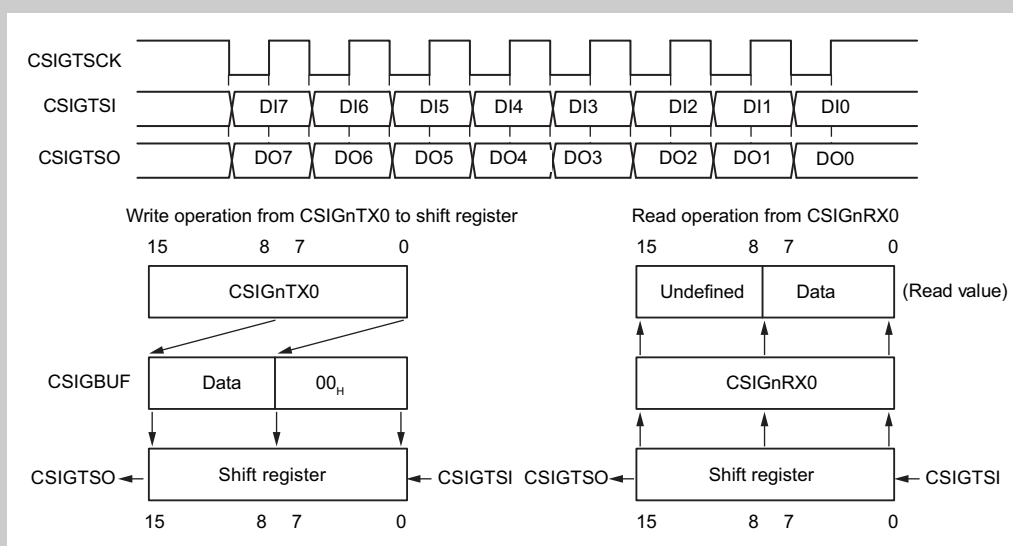 CSIGTSCK
CSIGTSI DI7 DI6 DI5 DI4 DI3 DI2 DI1 DI0
CSIGTSO DO7 DO6 DO5 DO4 DO3 DO2 DO1 DO0
Write operation from CSIGnTX0 to shift register
15 8 7 0
CSIGnTX0
CSIGBUF Data 00H
CSIGTSO Shift register CSIGTSI
15 8 7 0
Read operation from CSIGnRX0
15 8 7 0
Undefined Data (Read value)
CSIGnRX0
CSIGTSO Shift register CSIGTSI
15 8 7 0